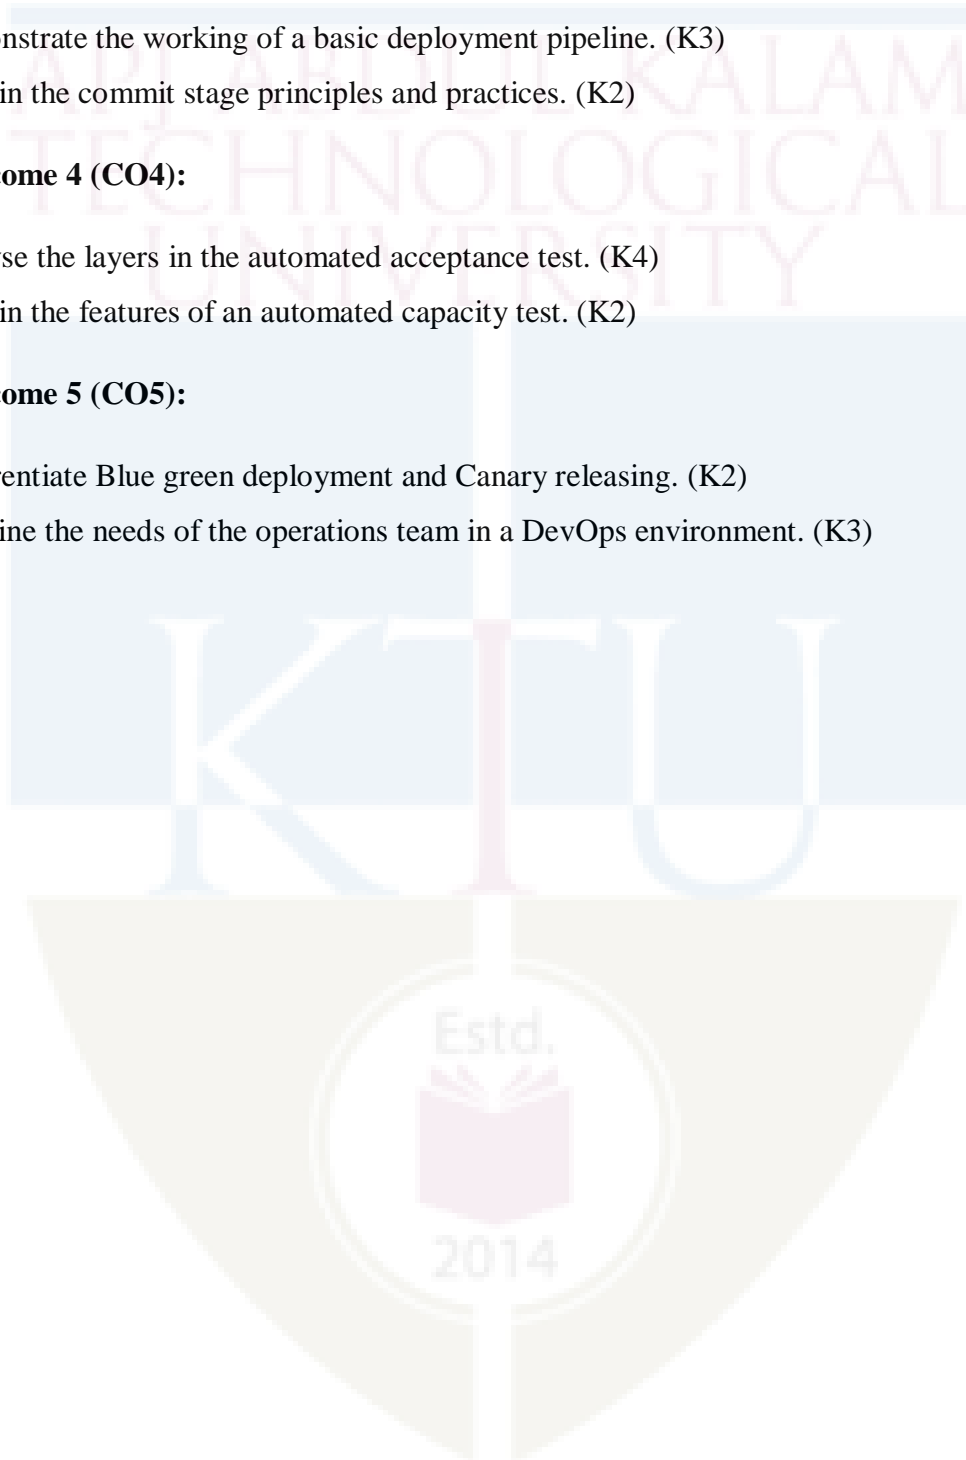 APJ ABDUL KALAM
TECHNOLOGICAL
UNIVERSITY
nstrate the working of a basic deployment pipeline. (K3)
in the commit stage principles and practices. (K2)
ome 4 (CO4):
se the layers in the automated acceptance test. (K4)
in the features of an automated capacity test. (K2)
ome 5 (CO5):
entiate Blue green deployment and Canary releasing. (K2)
ine the needs of the operations team in a DevOps environment. (K3)
KTU
Estd.
2014